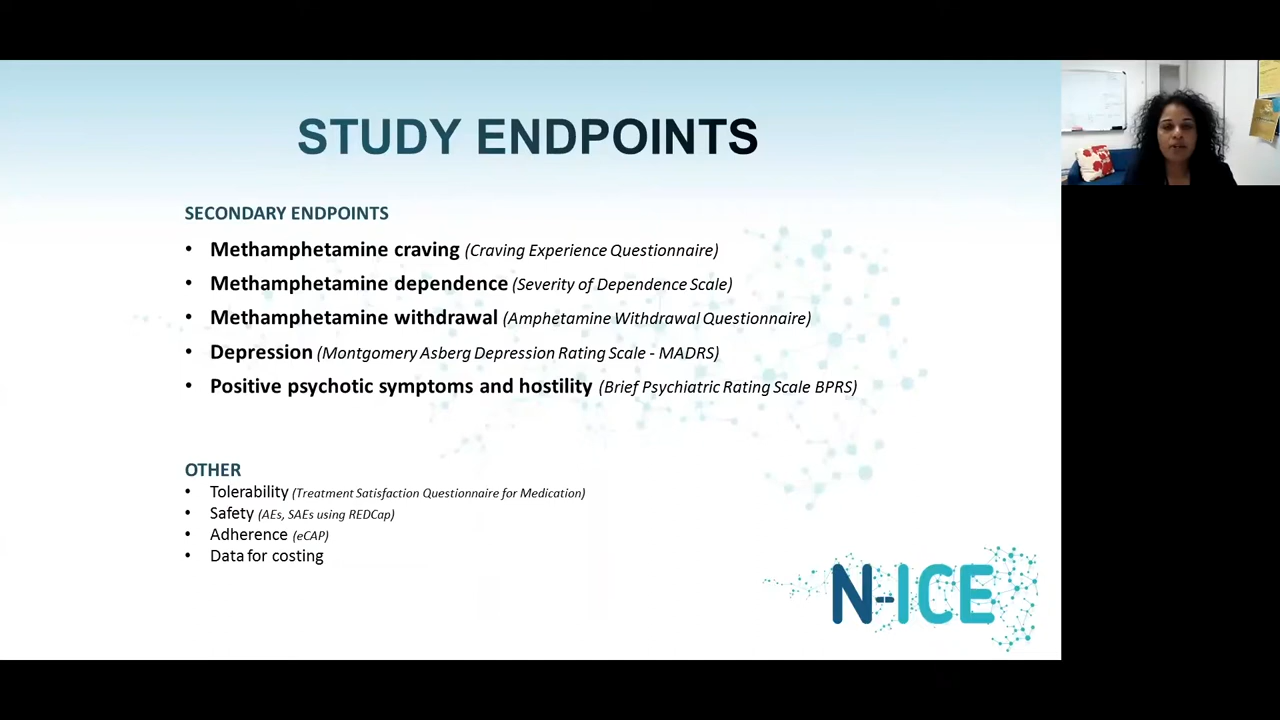 STUDY ENDPOINTS
SECONDARY ENDPOINTS
• Methamphetamine craving (Craving Experience Questionnaire)
• Methamphetamine dependence (Severity of Dependence Scale)
• Methamphetamine withdrawal (Amphetamine Withdrawal Questionnaire)
• Depression (Montgomery Asberg Depression Rating Scale - MADRS)
• Positive psychotic symptoms and hostility (Brief Psychiatric Rating Scale BPRS)
OTHER
• Tolerability (Treatment Satisfaction Questionnaire for Medication)
• Safety (AEs, SAEs using REDCap)
• Adherence (eCAP)
• Data for costing
N-ICE